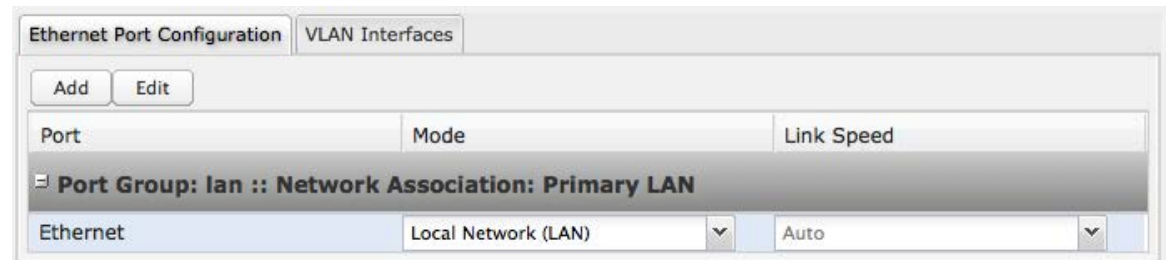 Ethernet Port Configuration VLAN Interfaces
Add Edit
Port Mode Link Speed
Port Group: lan :: Network Association: Primary LAN
Ethernet Local Network (LAN) Auto